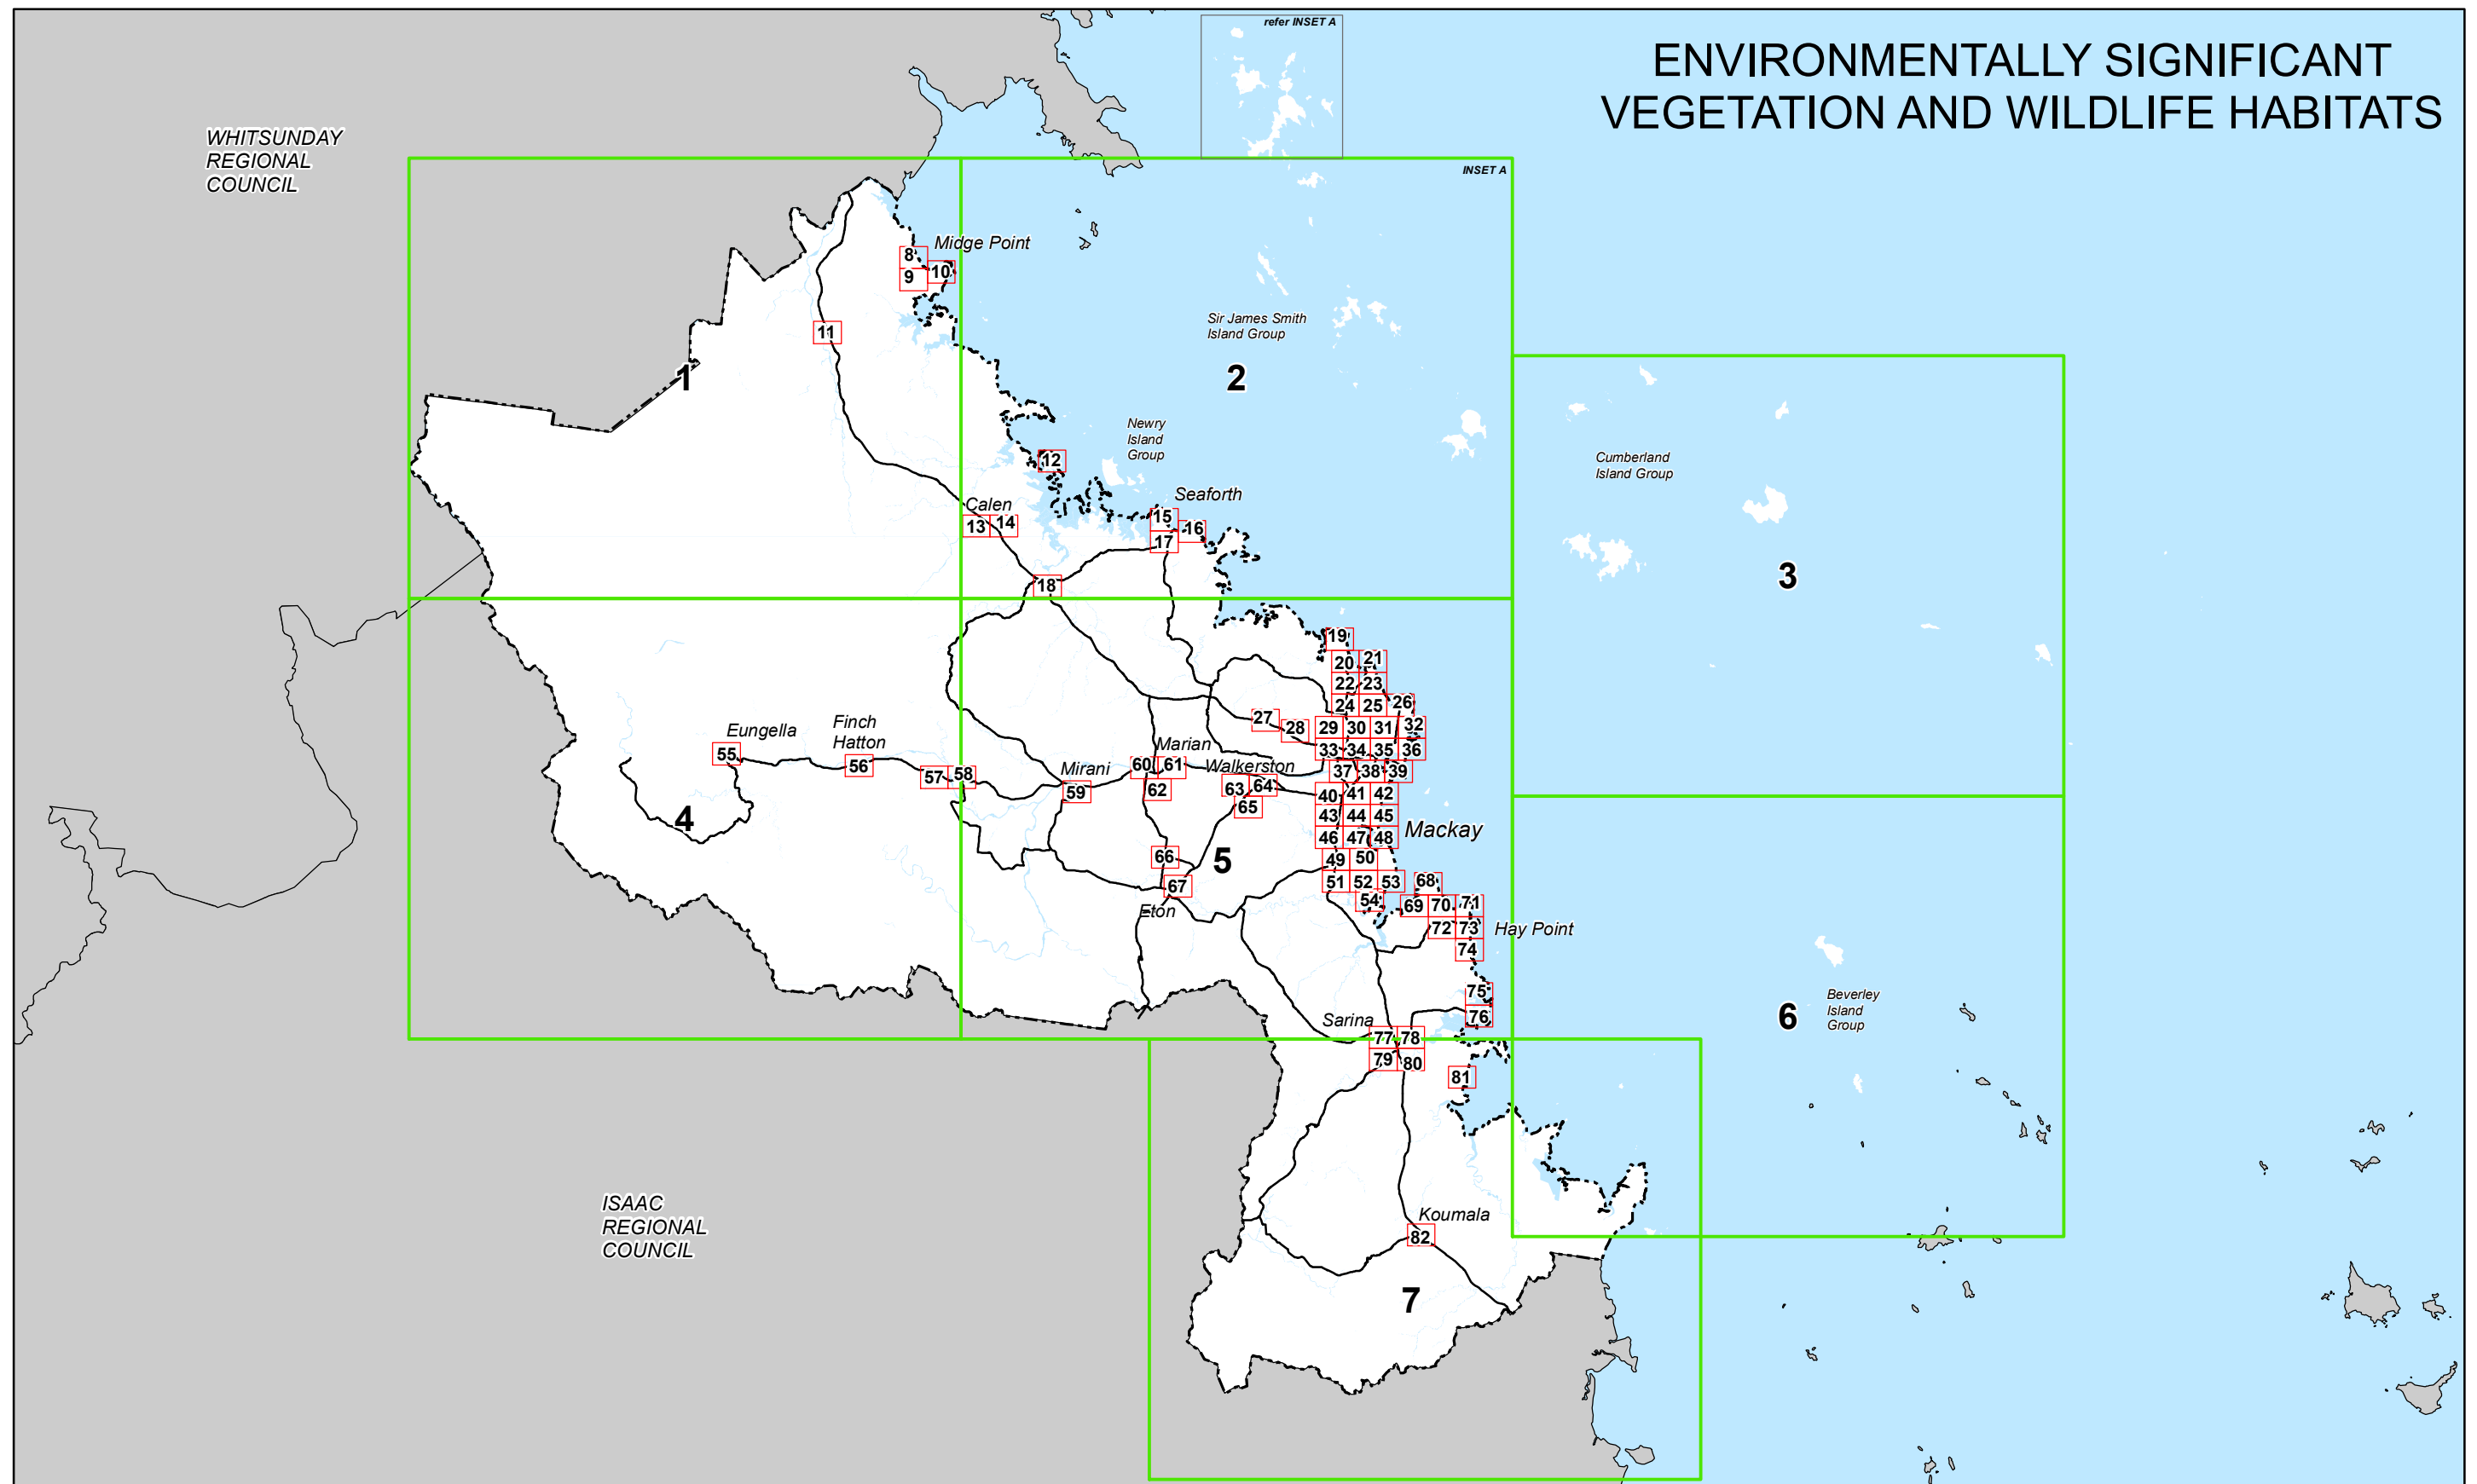 refer INSET A
ENVIRONMENTALLY SIGNIFICANT
VEGETATION AND WILDLIFE HABITATS
WHITSUNDAY
REGIONAL
COUNCIL
INSET A
Midge Point
8
10
9
Sir James Smith
Island Group
11
1
2
Newry
Island
Group
Cumberland
Island Group
12
Seaforth
Calen
13 14
15
16
17
3
18
19
20 21
22 23
24 25 26
27
28
29 30 31 32
33 34 35 36
Eungella
Finch
Hatton
55
56
57 58
Marian
Mirani
60 61
Walkerston
59
62
63 64
65
37 38 39
40 41 42
43 44 45
46 47 48
Mackay
4
5
66
67
Eton
49 50
51 52 53
54
68
69 70 71
72 73
74
Hay Point
75
76
Beverley
Island
Group
6
Sarina
77 78
79 80
81
ISAAC
REGIONAL
COUNCIL
Koumala
82
7